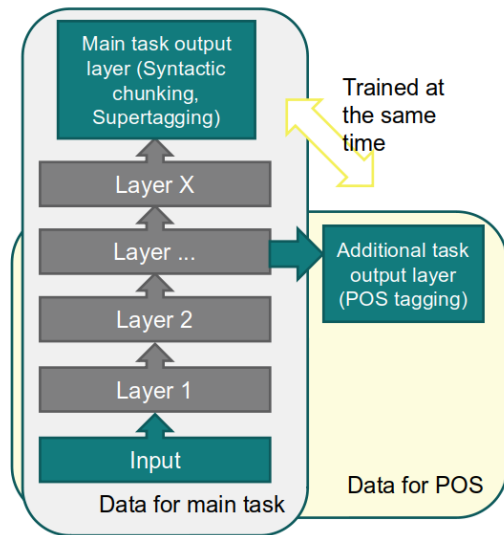 Main task output
layer (Syntactic
chunking,
Supertagging)
Trained at
the same
time
Layer X
Layer ...
Additional task
output layer
(POS tagging)
Layer 2
Layer 1
Input
Data for main task
Data for POS